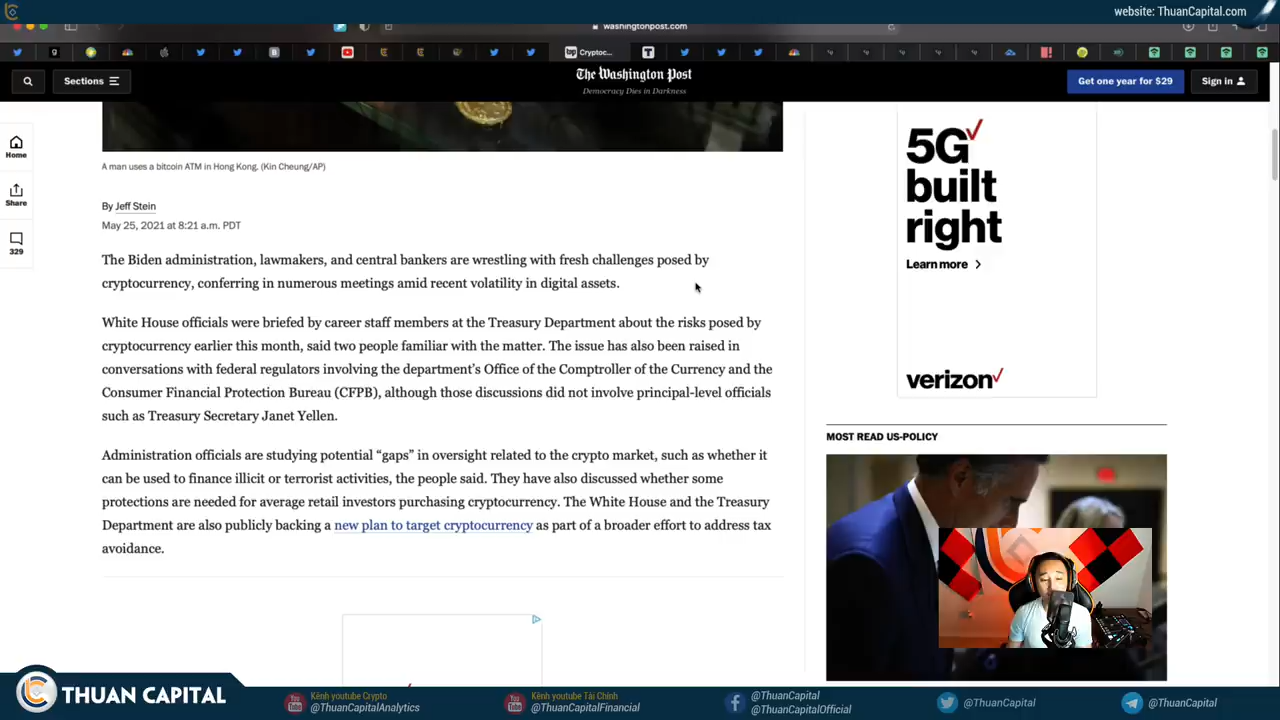 website: ThuanCapital.com
washingtonpost.com
Cryptoc...
Sections
The Washington Post
Democracy Dies in Darkness
Get one year for $29
Sign in
Home
Share
329
A man uses a bitcoin ATM in Hong Kong. (Kin Cheung/AP)
By Jeff Stein
May 25, 2021 at 8:21 a.m. PDT
The Biden administration, lawmakers, and central bankers are wrestling with fresh challenges posed by
cryptocurrency, conferring in numerous meetings amid recent volatility in digital assets.
White House officials were briefed by career staff members at the Treasury Department about the risks posed by
cryptocurrency earlier this month, said two people familiar with the matter. The issue has also been raised in
conversations with federal regulators involving the department's Office of the Comptroller of the Currency and the
Consumer Financial Protection Bureau (CFPB), although those discussions did not involve principal-level officials
such as Treasury Secretary Janet Yellen.
Administration officials are studying potential “gaps” in oversight related to the crypto market, such as whether it
can be used to finance illicit or terrorist activities, the people said. They have also discussed whether some
protections are needed for average retail investors purchasing cryptocurrency. The White House and the Treasury
Department are also publicly backing a new plan to target cryptocurrency as part of a broader effort to address tax
avoidance.
5G
built
right
Learn more
verizon
MOST READ US-POLICY
THUAN CAPITAL
Kênh youtube Crypto
@ThuanCapitalAnalytics
Kênh youtube Tài Chính
@ThuanCapitalFinancial
@ThuanCapital
@ThuanCapitalOfficial
@ThuanCapital
@ThuanCapital